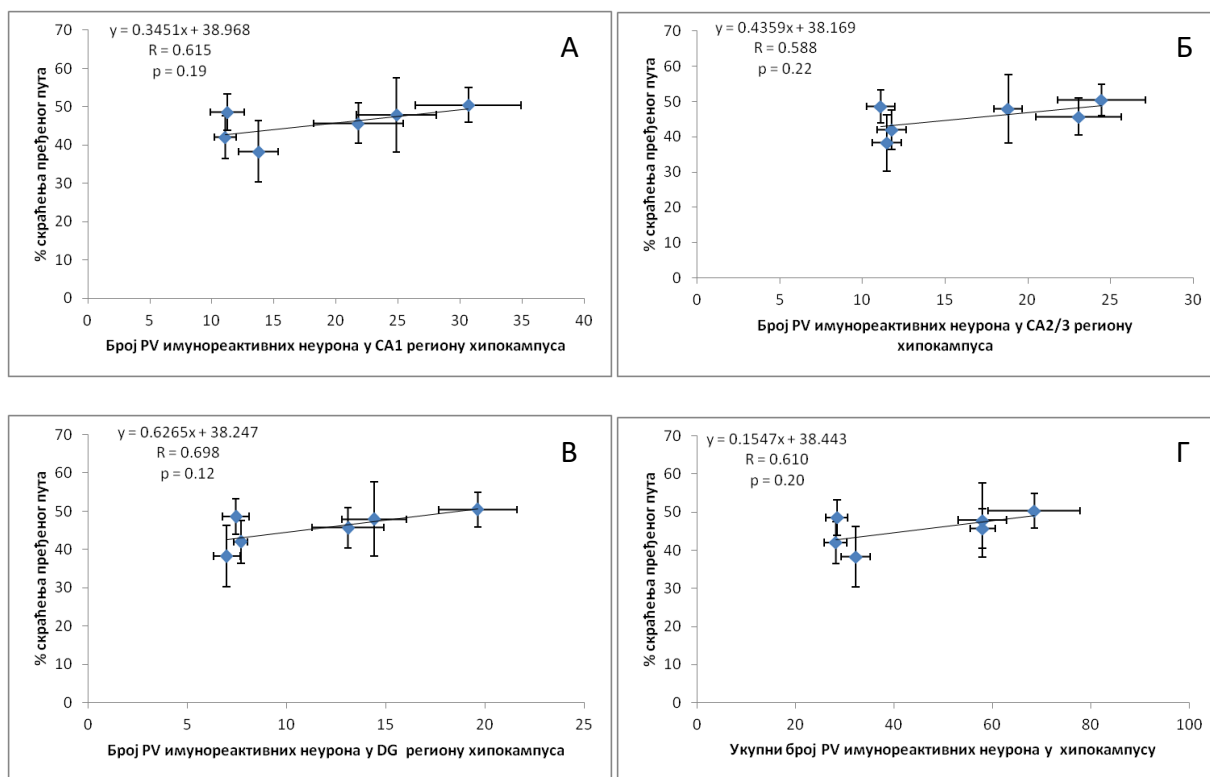 y = 0.3451x + 38.968
R = 0.615
p = 0.19
А
% скраћења пређеног пута
70
60
50
40
30
20
10
0
0 5 10 15 20 25 30 35 40
Број PV имунореактивних неурона у CA1 региону хипокампуса
y = 0.4359x + 38.169
R = 0.588
p = 0.22
Б
% скраћења пређеног пута
70
60
50
40
30
20
10
0
0 5 10 15 20 25 30
Број PV имунореактивних неурона у CA2/3 региону
хипокампуса
y = 0.6265x + 38.247
R = 0.698
p = 0.12
В
% скраћења пређеног пута
70
60
50
40
30
20
10
0
0 5 10 15 20 25
Број PV имунореактивних неурона у DG региону хипокампуса
y = 0.1547x + 38.443
R = 0.610
p = 0.20
Г
% скраћења пређеног пута
70
60
50
40
30
20
10
0
0 20 40 60 80 100
Укупни број PV имунореактивних неурона у хипокампусу